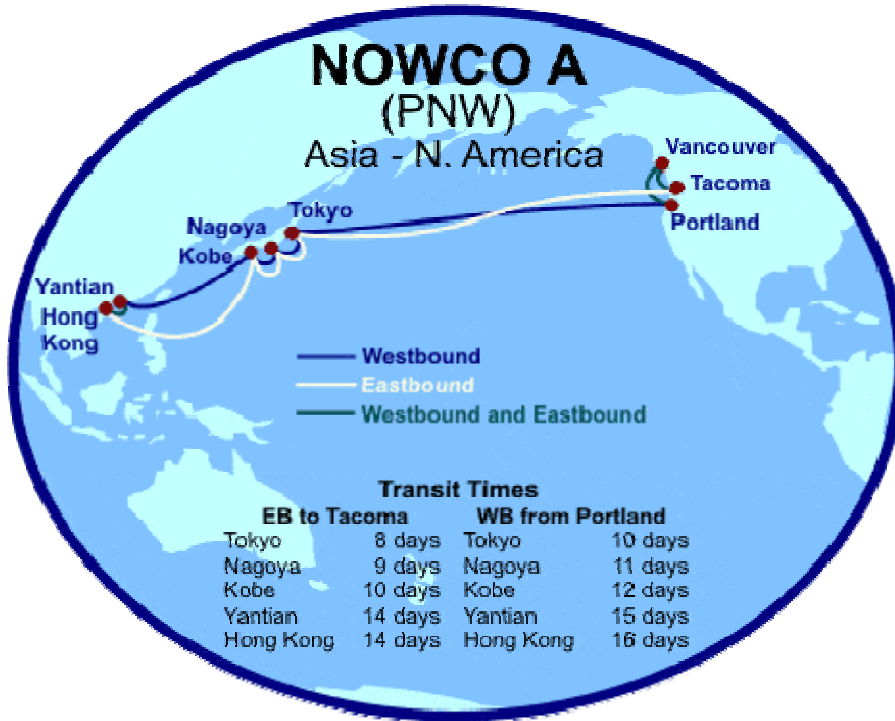 NOWCO A
(PNW)
Asia - N. America
Vancouver
Tacoma
Portland
Tokyo
Nagoya
Kobe
Yantian
Hong
Kong
Westbound
Eastbound
Westbound and Eastbound
Transit Times
EB to Tacoma WB from Portland
Tokyo 8 days Tokyo 10 days
Nagoya 9 days Nagoya 11 days
Kobe 10 days Kobe 12 days
Yantian 14 days Yantian 15 days
Hong Kong 14 days Hong Kong 16 days